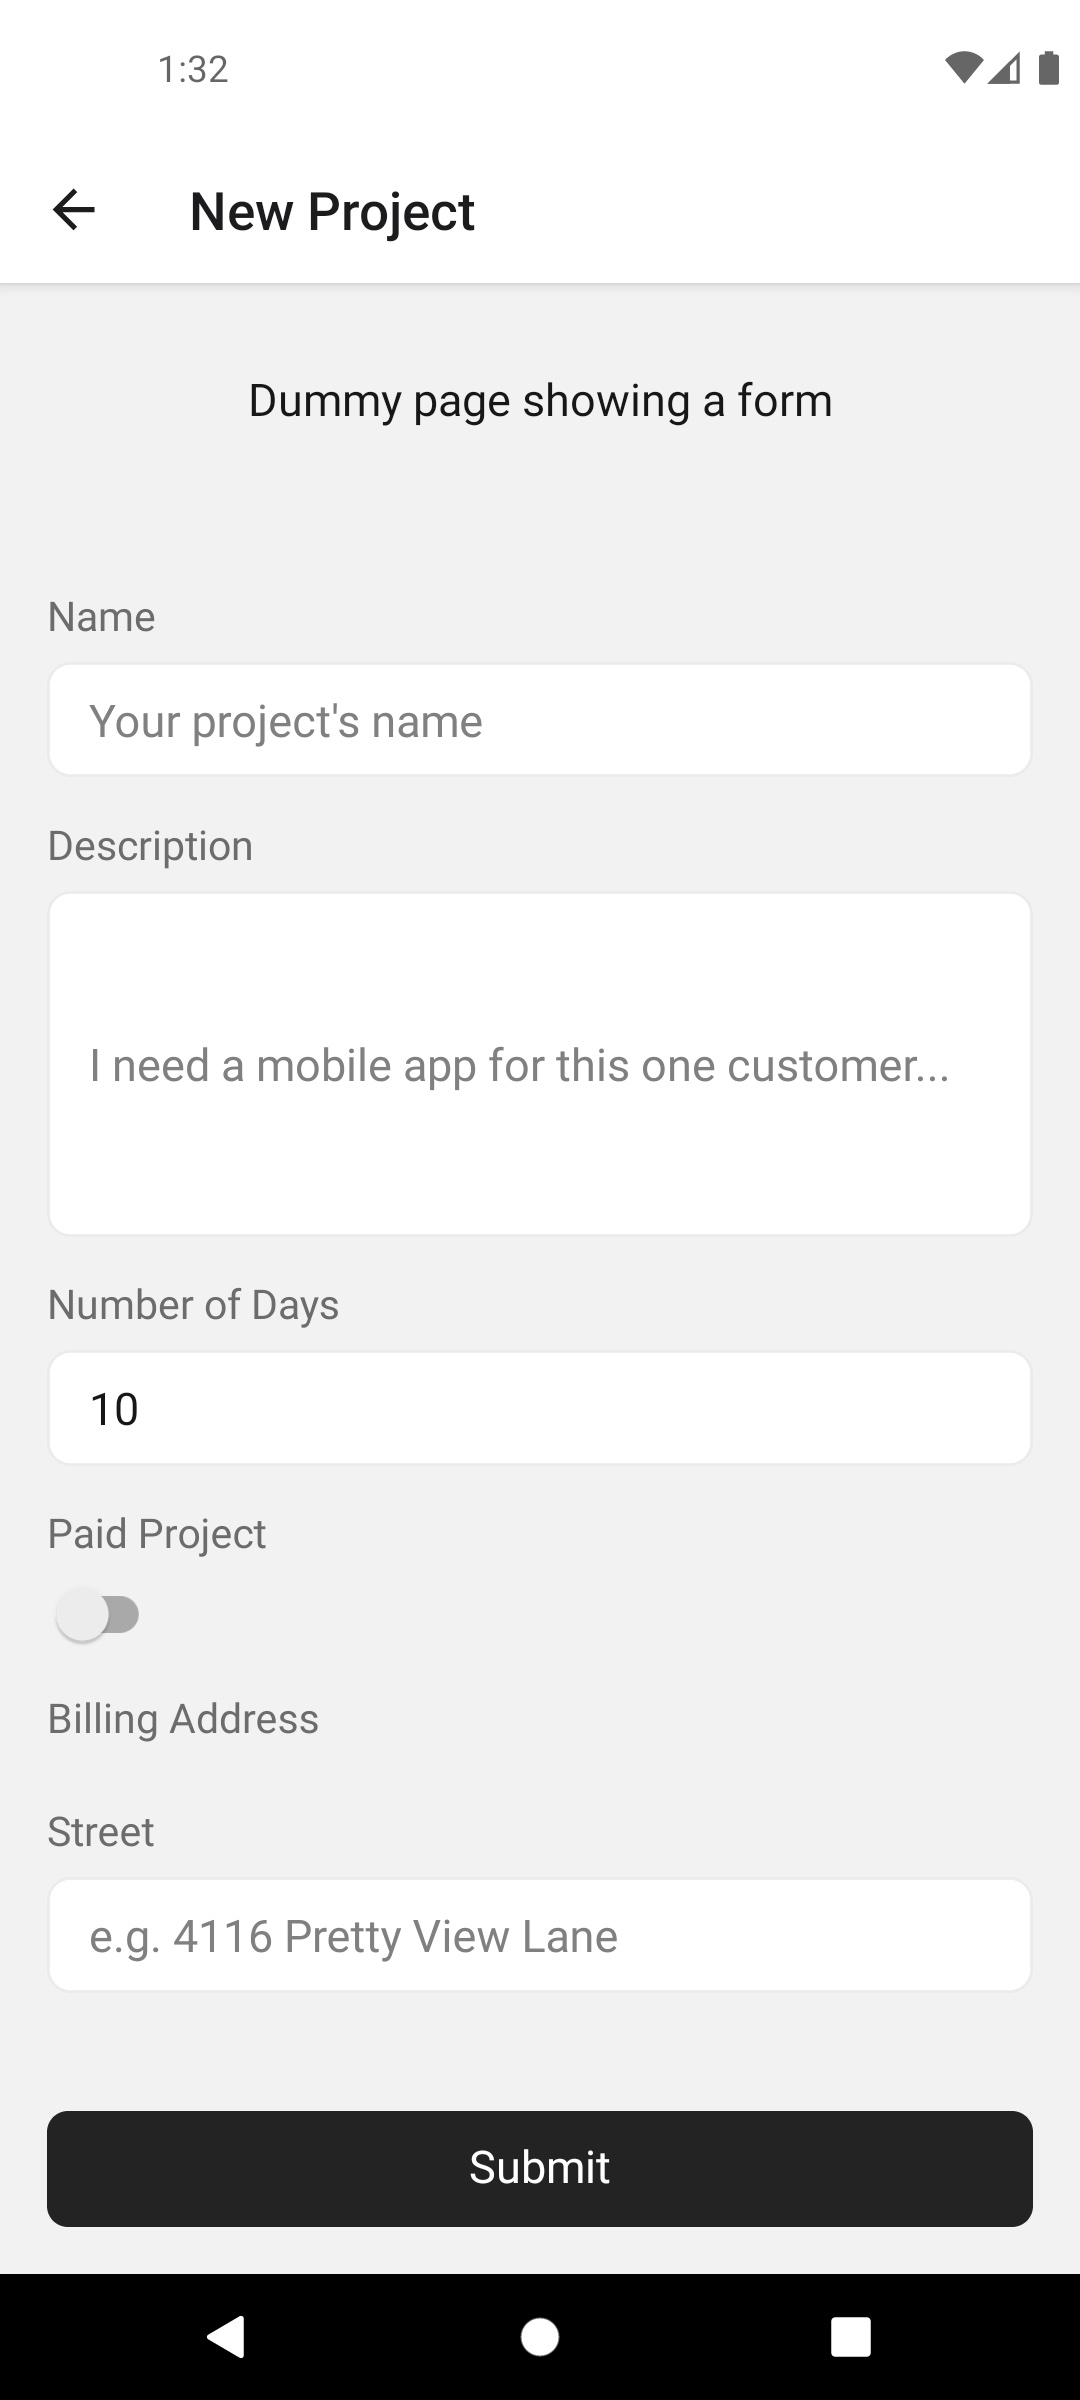 1:32
New Project
Dummy page showing a form
Name
Your project's name
Description
I need a mobile app for this one customer...
Number of Days
10
Paid Project
Billing Address
Street
e.g. 4116 Pretty View Lane
Submit